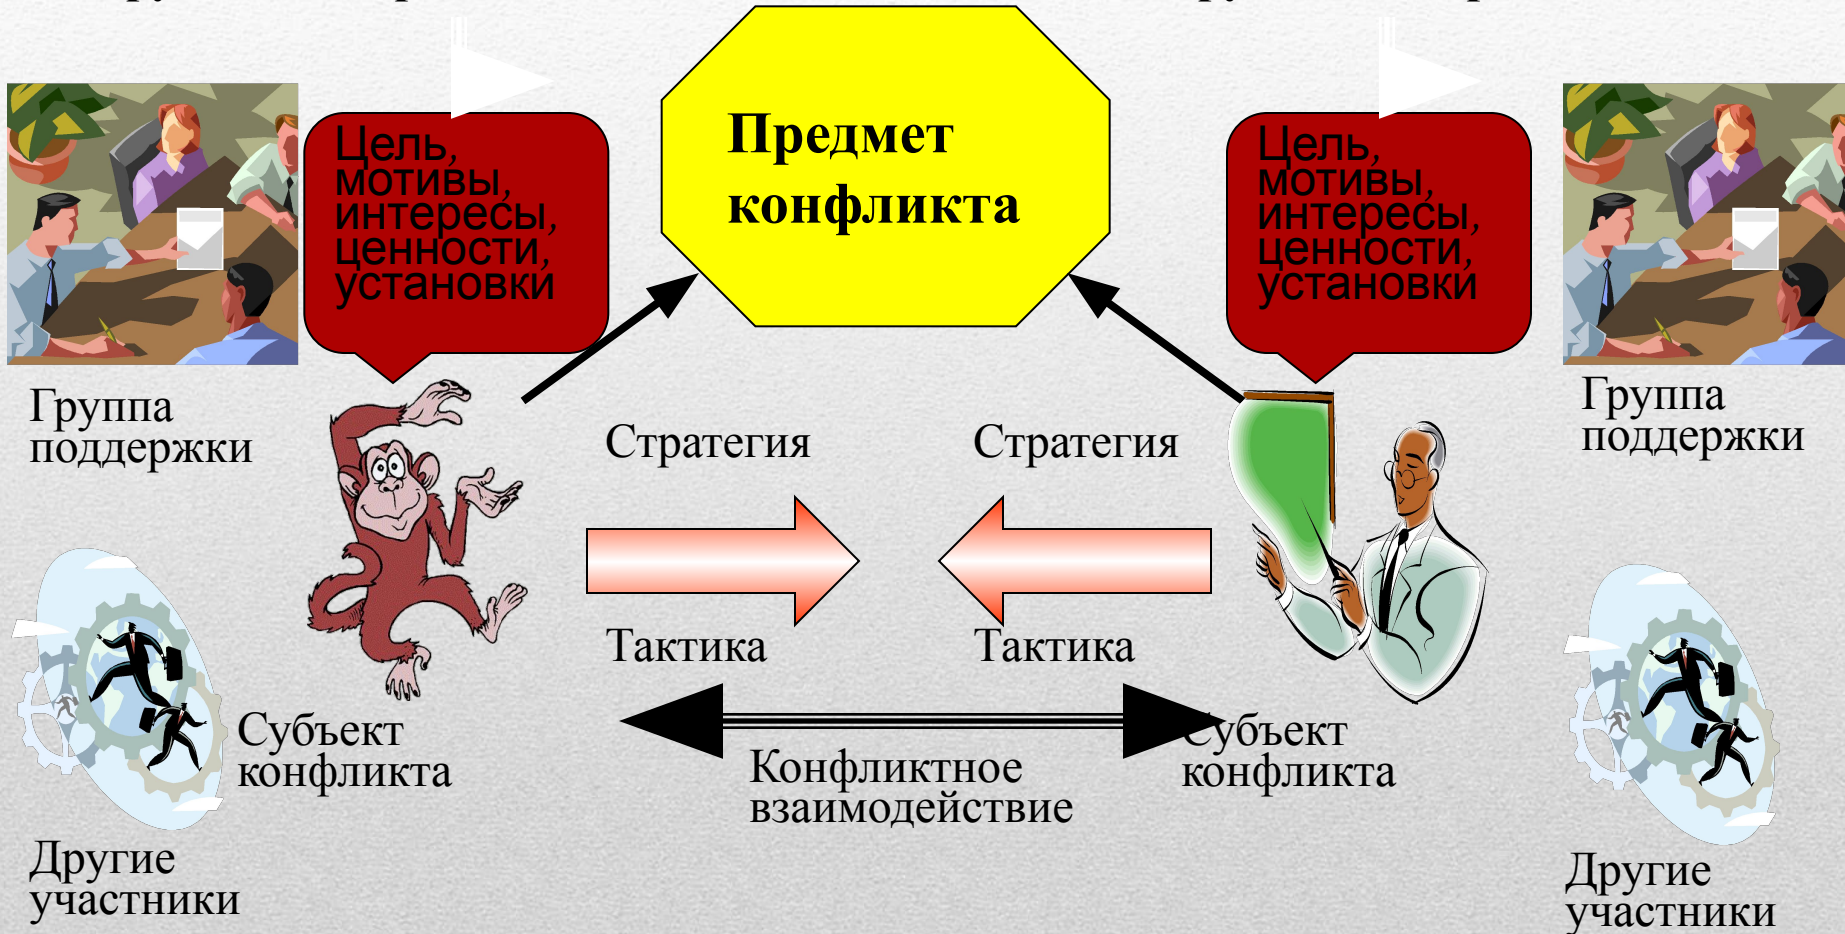 Предмет
конфликта
Цель,
мотивы,
интересы,
ценности,
установки
Цель,
мотивы,
интересы,
ценности,
установки
Группа
поддержки
Группа
поддержки
Стратегия
Стратегия
Тактика
Тактика
Субъект
конфликта
Субъект
конфликта
Конфликтное
взаимодействие
Другие
участники
Другие
участники